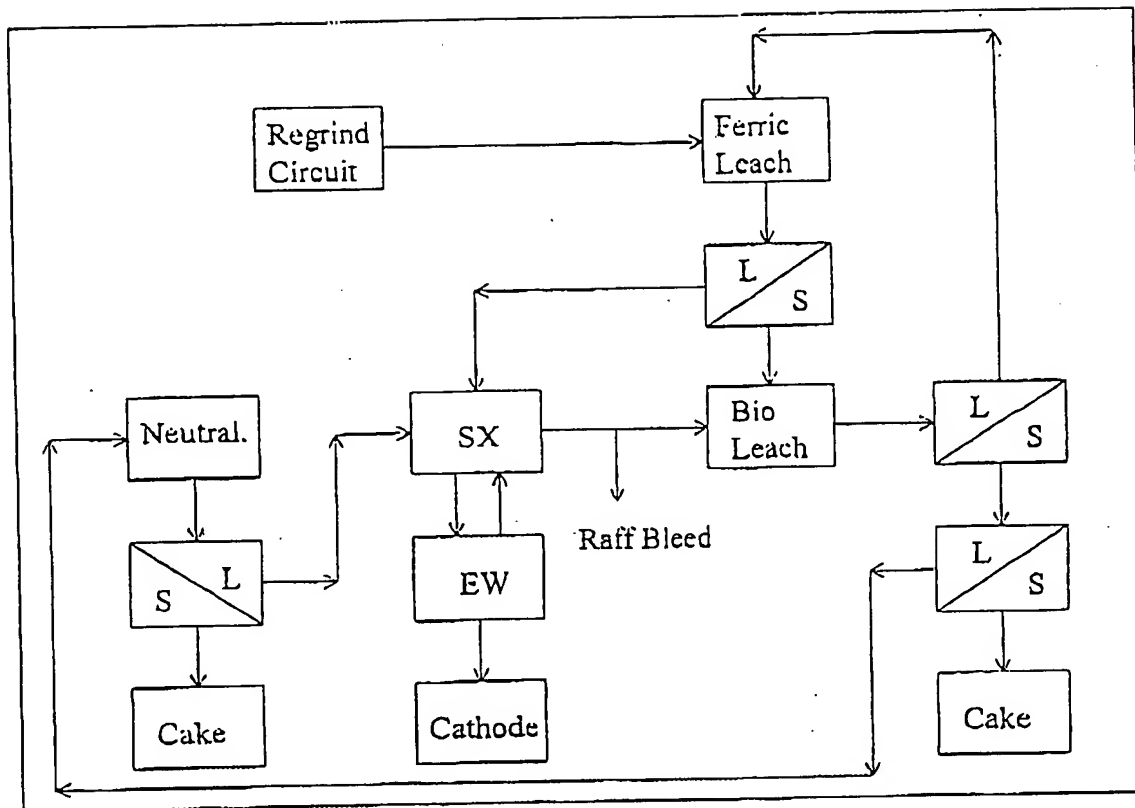 Regrind
Circuit
Ferric
Leach
L
S
Neutral.
SX
Bio
Leach
L
S
Raff Bleed
S
L
EW
L
S
Cake
Cathode
Cake